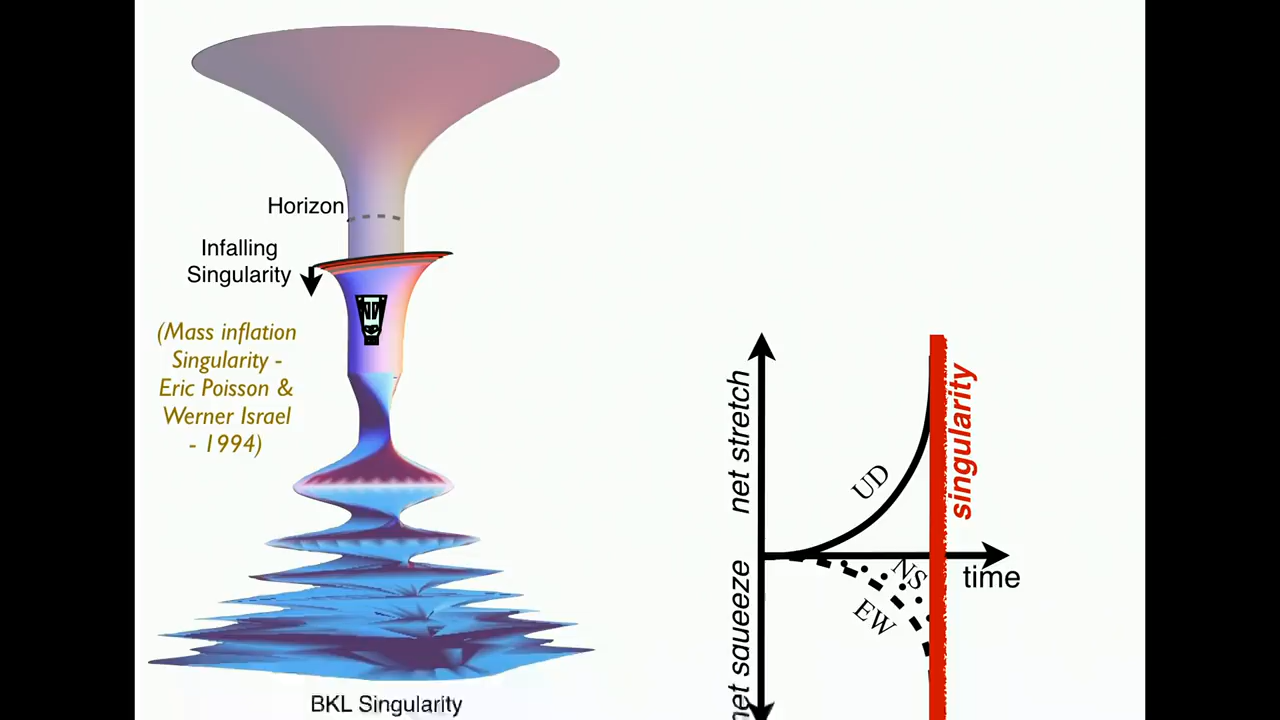 Horizon
Infalling
Singularity
(Mass inflation
Singularity -
Eric Poisson &
Werner Israel
- 1994)
BKL Singularity
net stretch
net squeeze
UD
NS
EW
singularity
time